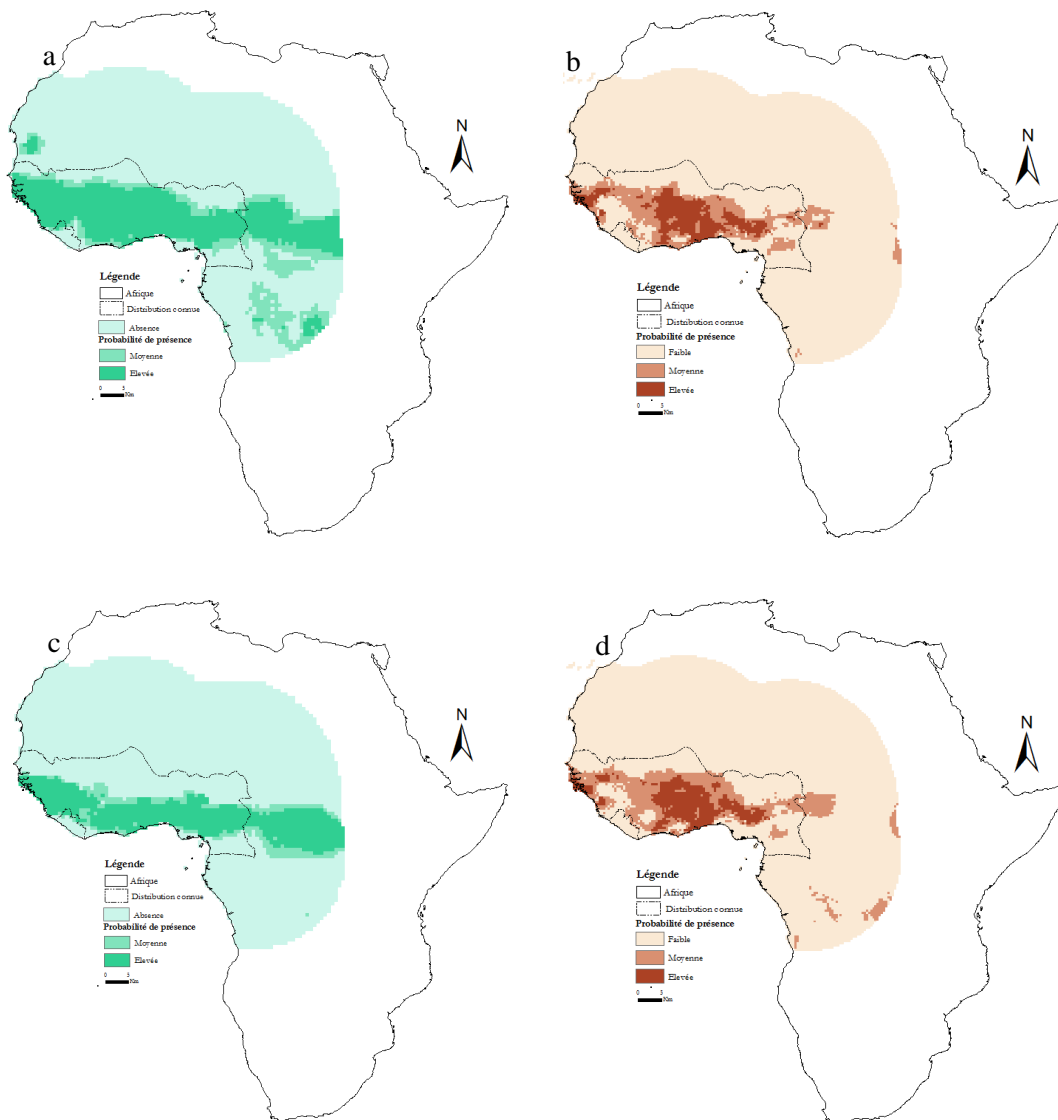 a
N
Légende
Afrique
Distribution connue
Absence
Probabilité de présence
Moyenne
Elevée
0 5
Km
b
N
Légende
Afrique
Distribution connue
Probabilité de présence
Faible
Moyenne
Elevée
0 5
Km
c
N
Légende
Afrique
Distribution connue
Absence
Probabilité de présence
Moyenne
Elevée
0 5
Km
d
N
Légende
Afrique
Distribution connue
Probabilité de présence
Faible
Moyenne
Elevée
0 5
Km